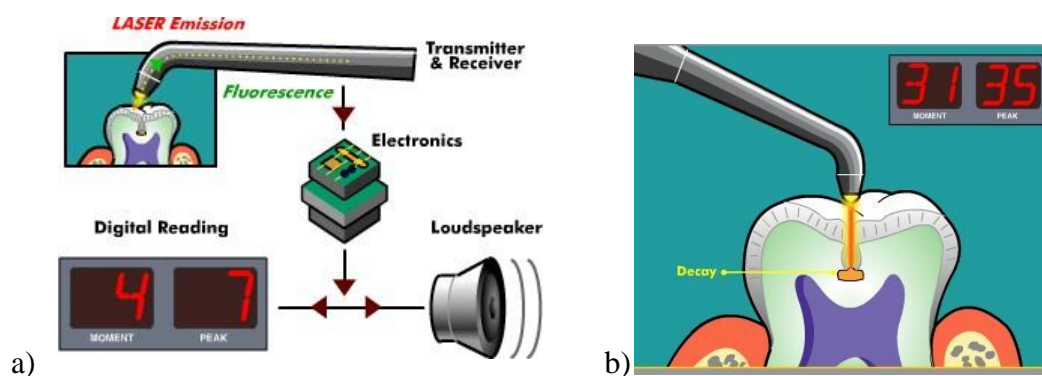 LASER Emission
Transmitter
& Receiver
Fluorescence
Electronics
Digital Reading
Loudspeaker
4 7
MOMENT PEAK
a)
31 35
MOMENT PEAK
Decay
b)